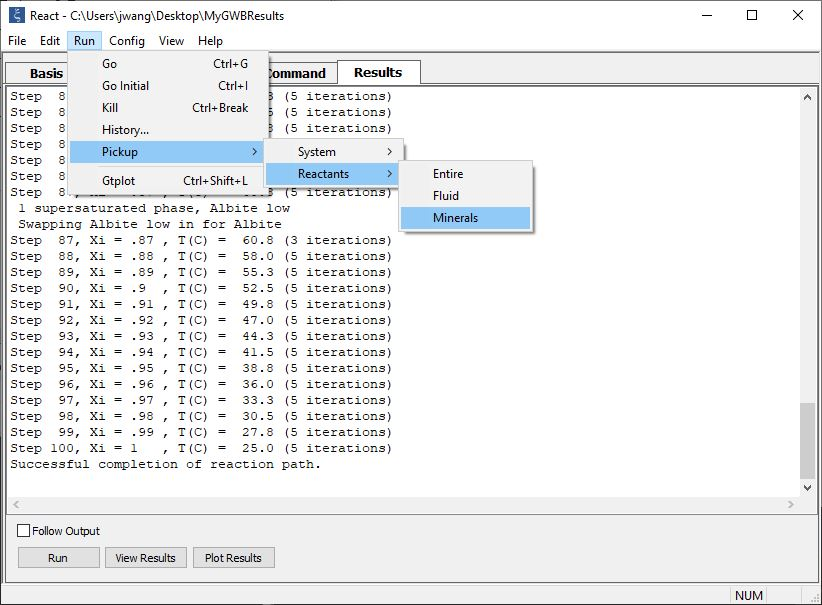 React - C:\Users\jwang\Desktop\MyGWBResults
File Edit Run Config View Help
Basis
Command
Results
Go Ctrl+G
Go Initial Ctrl+I
Kill Ctrl+Break
History...
Pickup
Gtplot Ctrl+Shift+L
System
Reactants
Entire
Fluid
Minerals
Step 8 (5 iterations)
Step 8 (5 iterations)
Step 8 (5 iterations)
Step 8
Step 8
Step 8
Step 8
1 supersaturated phase, Albite low
Swapping Albite low in for Albite
Step 87, Xi = .87 , T(C) = 60.8 (3 iterations)
Step 88, Xi = .88 , T(C) = 58.0 (5 iterations)
Step 89, Xi = .89 , T(C) = 55.3 (5 iterations)
Step 90, Xi = .9 , T(C) = 52.5 (5 iterations)
Step 91, Xi = .91 , T(C) = 49.8 (5 iterations)
Step 92, Xi = .92 , T(C) = 47.0 (5 iterations)
Step 93, Xi = .93 , T(C) = 44.3 (5 iterations)
Step 94, Xi = .94 , T(C) = 41.5 (5 iterations)
Step 95, Xi = .95 , T(C) = 38.8 (5 iterations)
Step 96, Xi = .96 , T(C) = 36.0 (5 iterations)
Step 97, Xi = .97 , T(C) = 33.3 (5 iterations)
Step 98, Xi = .98 , T(C) = 30.5 (5 iterations)
Step 99, Xi = .99 , T(C) = 27.8 (5 iterations)
Step 100, Xi = 1 , T(C) = 25.0 (5 iterations)
Successful completion of reaction path.
Follow Output
Run View Results Plot Results
NUM